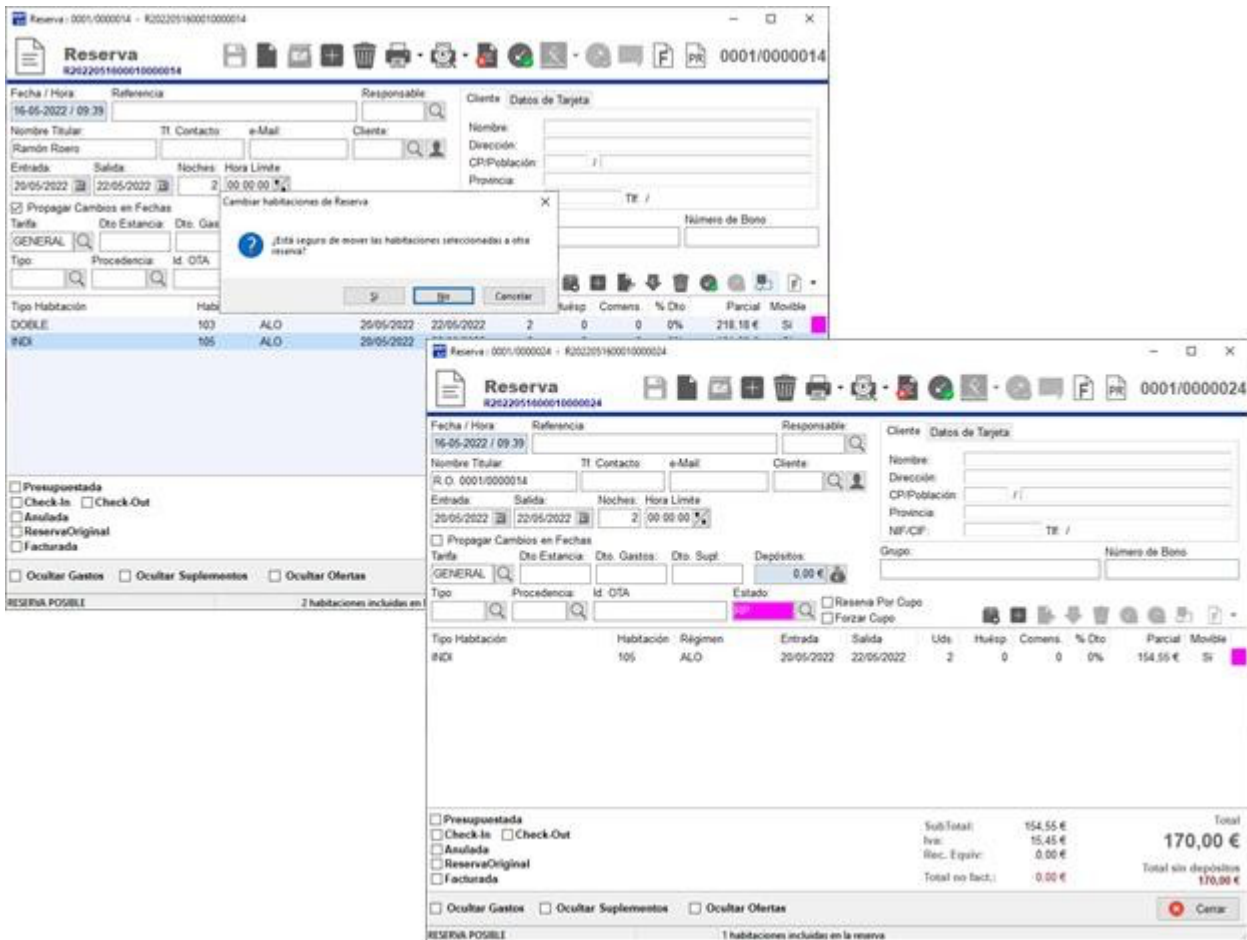 Reserva : 0001/0000014 - R2022051600010000014
Reserva
R2022051600010000014
0001/0000014
Fecha / Hora: Referencia: Responsable:
16-05-2022 / 09:39
Nombre Titular: Tf. Contacto: e-Mail: Cliente:
Ramón Roero
Entrada: Salida: Noches: Hora Límite
20/05/2022 22/05/2022 2 00:00:00
Propagar Cambios en Fechas
Tarifa Dto Estancia: Dto. Gas
GENERAL
Tipo: Procedencia: Id. OTA
Cliente Datos de Tarjeta
Nombre:
Dirección:
CP/Población: /
Provincia:
Tlf. /
Número de Bono
Cambiar habitaciones de Reserva
¿Está seguro de mover las habitaciones seleccionadas a otra
reserva?
Sí No Cancelar
Tipo Habitación Habi Huésp Comens. % Dto Parcial Movible
DOBLE 103 ALO 20/05/2022 22/05/2022 2 0 0 0% 218,18 € Si
INDI 105 ALO 20/05/2022
Presupuestada
Check-In Check-Out
Anulada
ReservaOriginal
Facturada
Ocultar Gastos Ocultar Suplementos Ocultar Ofertas
RESERVA POSIBLE 2 habitaciones incluidas en l
Reserva : 0001/0000024 - R2022051600010000024
Reserva
R2022051600010000024
0001/0000024
Fecha / Hora: Referencia: Responsable:
16-05-2022 / 09:39
Nombre Titular: Tf. Contacto: e-Mail: Cliente:
R.O. 0001/0000014
Entrada: Salida: Noches: Hora Límite
20/05/2022 22/05/2022 2 00:00:00
Propagar Cambios en Fechas
Tarifa Dto Estancia: Dto. Gastos: Dto. Supl. Depósitos:
GENERAL 0,00 €
Tipo: Procedencia: Id. OTA Estado:
Reserva Por Cupo
Forzar Cupo
Cliente Datos de Tarjeta
Nombre:
Dirección:
CP/Población: /
Provincia:
NIF/CIF: Tlf. /
Grupo: Número de Bono
Tipo Habitación Habitación Régimen Entrada Salida Uds. Huésp Comens. % Dto Parcial Movible
INDI 105 ALO 20/05/2022 22/05/2022 2 0 0 0% 154,55 € Si
Presupuestada
Check-In Check-Out
Anulada
ReservaOriginal
Facturada
SubTotal: 154,55 €
Iva: 15,45 €
Rec. Equiv: 0,00 €
Total no fact.: 0,00 €
Total
170,00 €
Total sin depósitos
170,00 €
Ocultar Gastos Ocultar Suplementos Ocultar Ofertas
Cerrar
RESERVA POSIBLE 1 habitaciones incluidas en la reserva